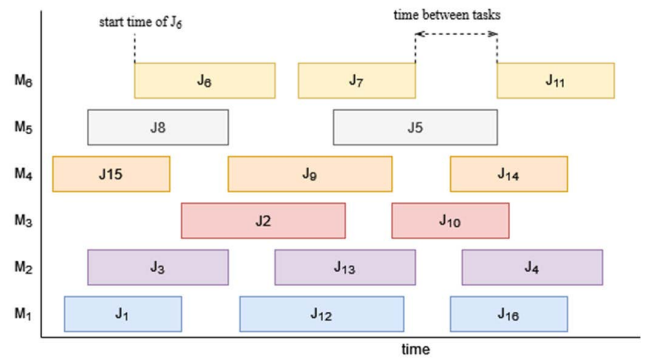 start time of J6
time between tasks
M6 J6 J7 J11
M5 J8 J5
M4 J15 J9 J14
M3 J2 J10
M2 J3 J13 J4
M1 J1 J12 J16
time